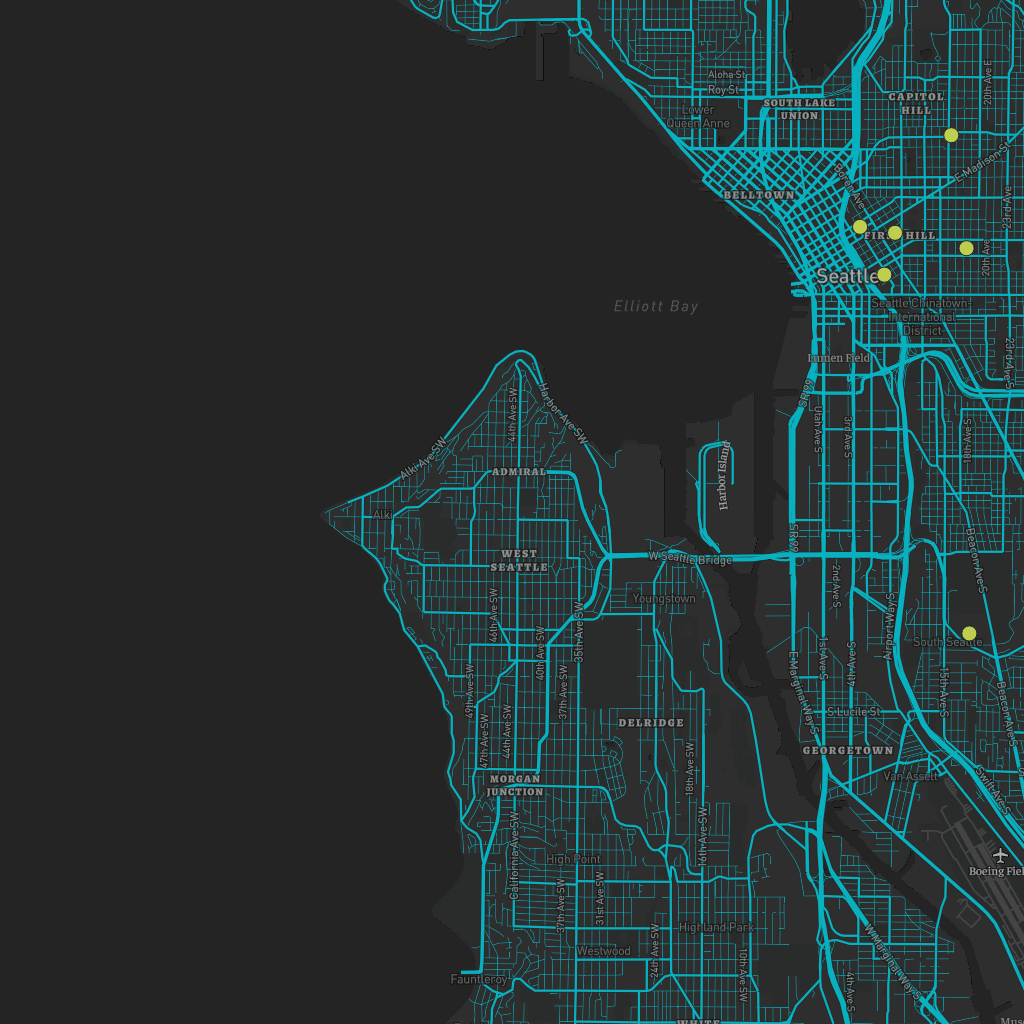 Aloha St
Roy St
Lower
Queen Anne
SOUTH LAKE
UNION
CAPITOL
HILL
20th Ave E
E Madison St
Boren Ave
BELLTOWN
23rd Ave
FIRST HILL
20th Ave
Seattle
Elliott Bay
Seattle Chinatown-
International
District
Lumen Field
23rd Ave S
SR 99
Harbor Ave SW
44th Ave SW
Utah Ave S
3rd Ave S
18th Ave S
Alki Ave SW
ADMIRAL
Harbor Island
Alki
SR 99
WEST
SEATTLE
W Seattle Bridge
Beacon Ave S
2nd Ave S
Youngstown
46th Ave SW
35th Ave SW
Airport Way S
South Seattle
40th Ave SW
1st Ave S
4th Ave S
E Marginal Way S
49th Ave SW
37th Ave SW
15th Ave S
Beacon Ave S
47th Ave SW
44th Ave SW
DELRIDGE
S Lucile St
GEORGETOWN
18th Ave SW
Van Asselt
Swift Ave S
MORGAN
JUNCTION
16th Ave SW
California Ave SW
High Point
Boeing Fiel
37th Ave SW
31st Ave SW
Highland Park
W Marginal Way S
24th Ave SW
Westwood
10th Ave SW
Fauntleroy
4th Ave S
WHITE
Muse